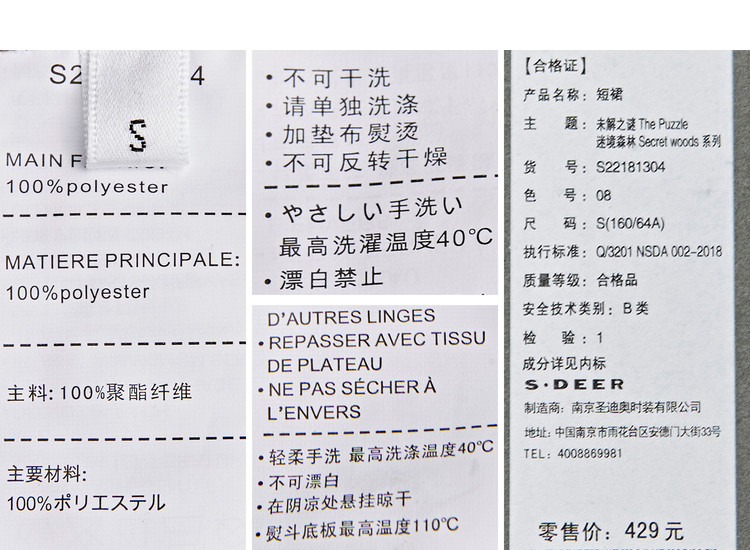 S2 4
S
MAIN F
100%polyester
MATIERE PRINCIPALE:
100%polyester
主料: 100%聚酯纤维
主要材料:
100%ポリエステル
• 不可干洗
• 请单独洗涤
• 加垫布熨烫
• 不可反转干燥
• やさしい手洗い
最高洗濯温度40℃
• 漂白禁止
D'AUTRES LINGES
• REPASSER AVEC TISSU
DE PLATEAU
• NE PAS SÉCHER À
L'ENVERS
• 轻柔手洗 最高洗涤温度40℃
• 不可漂白
• 在阴凉处悬挂晾干
• 熨斗底板最高温度110℃
【合格证】
产品名称: 短裙
主 题: 未解之谜 The Puzzle
迷境森林 Secret woods 系列
货 号: S22181304
色 号: 08
尺 码: S(160/64A)
执行标准: Q/3201 NSDA 002-2018
质量等级: 合格品
安全技术类别: B 类
检 验: 1
成分详见内标
S·DEER
制造商: 南京圣迪奥时装有限公司
地址: 中国南京市雨花台区安德门大街33号
TEL: 4008869981
零售价: 429 元